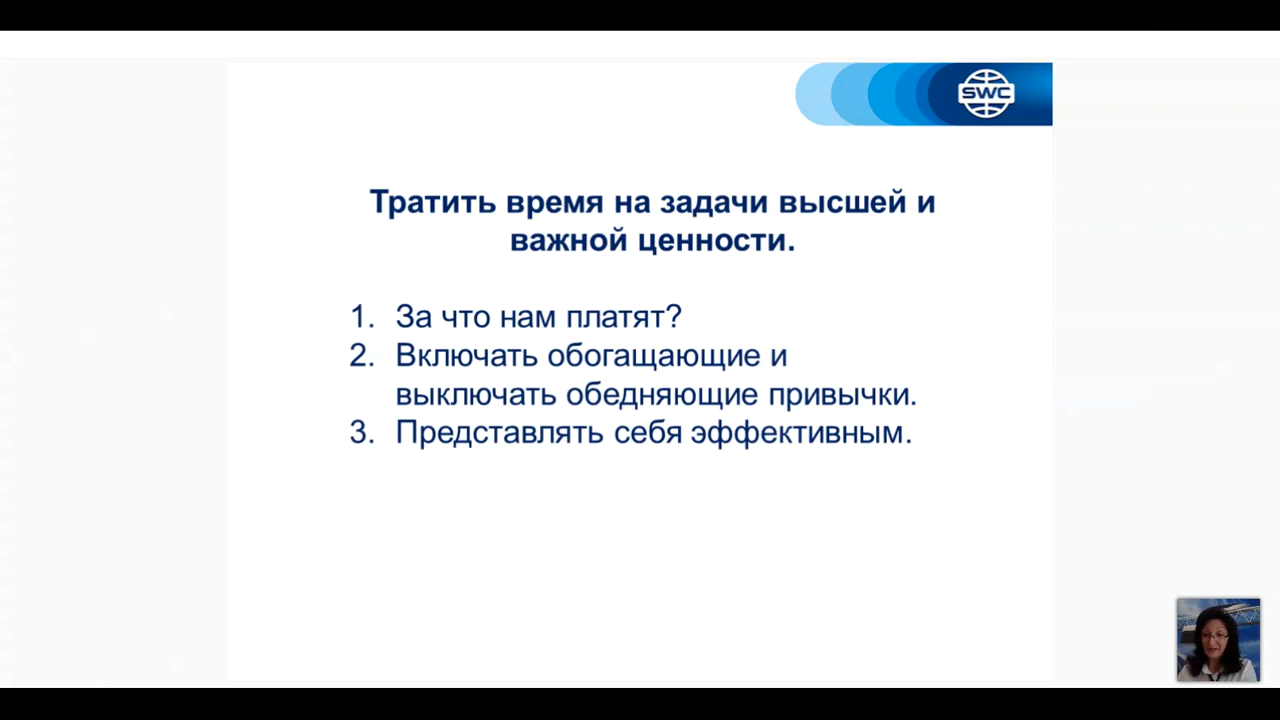 SWC
Тратить время на задачи высшей и
важной ценности.
1. За что нам платят?
2. Включать обогащающие и
выключать обедняющие привычки.
3. Представлять себя эффективным.